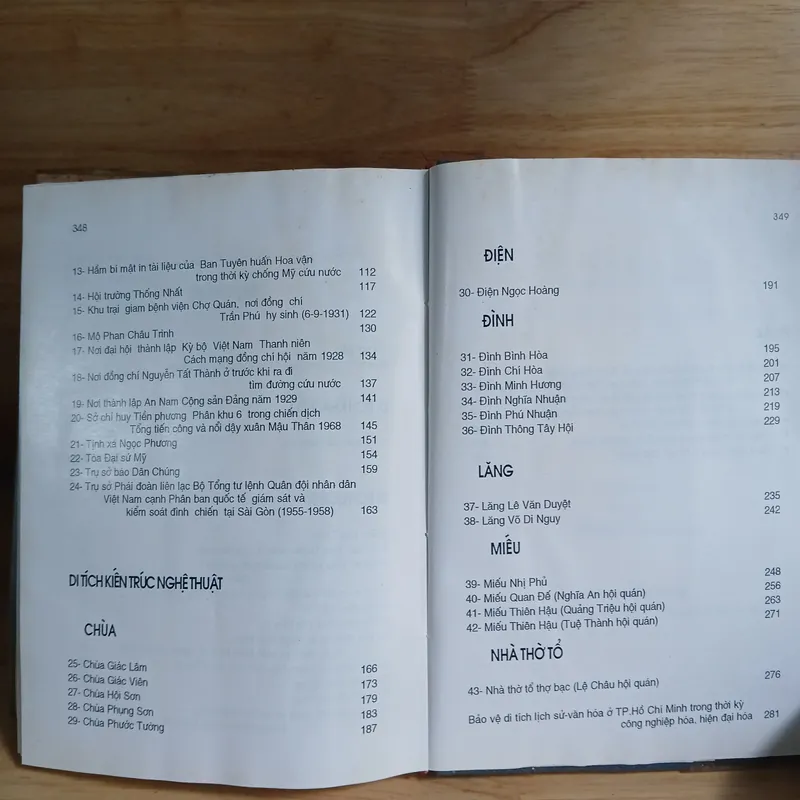 348
13- Hầm bí mật in tài liệu của Ban Tuyên huấn Hoa vận
trong thời kỳ chống Mỹ cứu nước 112
14- Hội trường Thống Nhất 117
15- Khu trại giam bệnh viện Chợ Quán, nơi đồng chí
Trần Phú hy sinh (6-9-1931) 122
16- Mộ Phan Châu Trinh 130
17- Nơi đại hội thành lập Kỳ bộ Việt Nam Thanh niên
Cách mạng đồng chí hội năm 1928 134
18- Nơi đồng chí Nguyễn Tất Thành ở trước khi ra đi
tìm đường cứu nước 137
19- Nơi thành lập An Nam Cộng sản Đảng năm 1929 141
20- Sở chỉ huy Tiền phương Phân khu 6 trong chiến dịch
Tổng tiến công và nổi dậy xuân Mậu Thân 1968 145
21- Tịnh xá Ngọc Phương 151
22- Tòa Đại sứ Mỹ 154
23- Trụ sở báo Dân Chúng 159
24- Trụ sở Phái đoàn liên lạc Bộ Tổng tư lệnh Quân đội nhân dân
Việt Nam cạnh Phân ban quốc tế giám sát và
kiểm soát đình chiến tại Sài Gòn (1955-1958) 163
DI TÍCH KIẾN TRÚC NGHỆ THUẬT
CHÙA
25- Chùa Giác Lâm 166
26- Chùa Giác Viên 173
27- Chùa Hội Sơn 179
28- Chùa Phụng Sơn 183
29- Chùa Phước Tường 187
349
ĐIỆN
30- Điện Ngọc Hoàng 191
ĐÌNH
31- Đình Bình Hòa 195
32- Đình Chí Hòa 201
33- Đình Minh Hương 207
34- Đình Nghĩa Nhuận 213
35- Đình Phú Nhuận 219
36- Đình Thông Tây Hội 229
LĂNG
37- Lăng Lê Văn Duyệt 235
38- Lăng Võ Di Nguy 242
MIẾU
39- Miếu Nhị Phủ 248
40- Miếu Quan Đế (Nghĩa An hội quán) 256
41- Miếu Thiên Hậu (Quảng Triệu hội quán) 263
42- Miếu Thiên Hậu (Tuệ Thành hội quán) 271
NHÀ THỜ TỔ
43- Nhà thờ tổ thợ bạc (Lệ Châu hội quán) 276
Bảo vệ di tích lịch sử-văn hóa ở TP.Hồ Chí Minh trong thời kỳ
công nghiệp hóa, hiện đại hóa 281